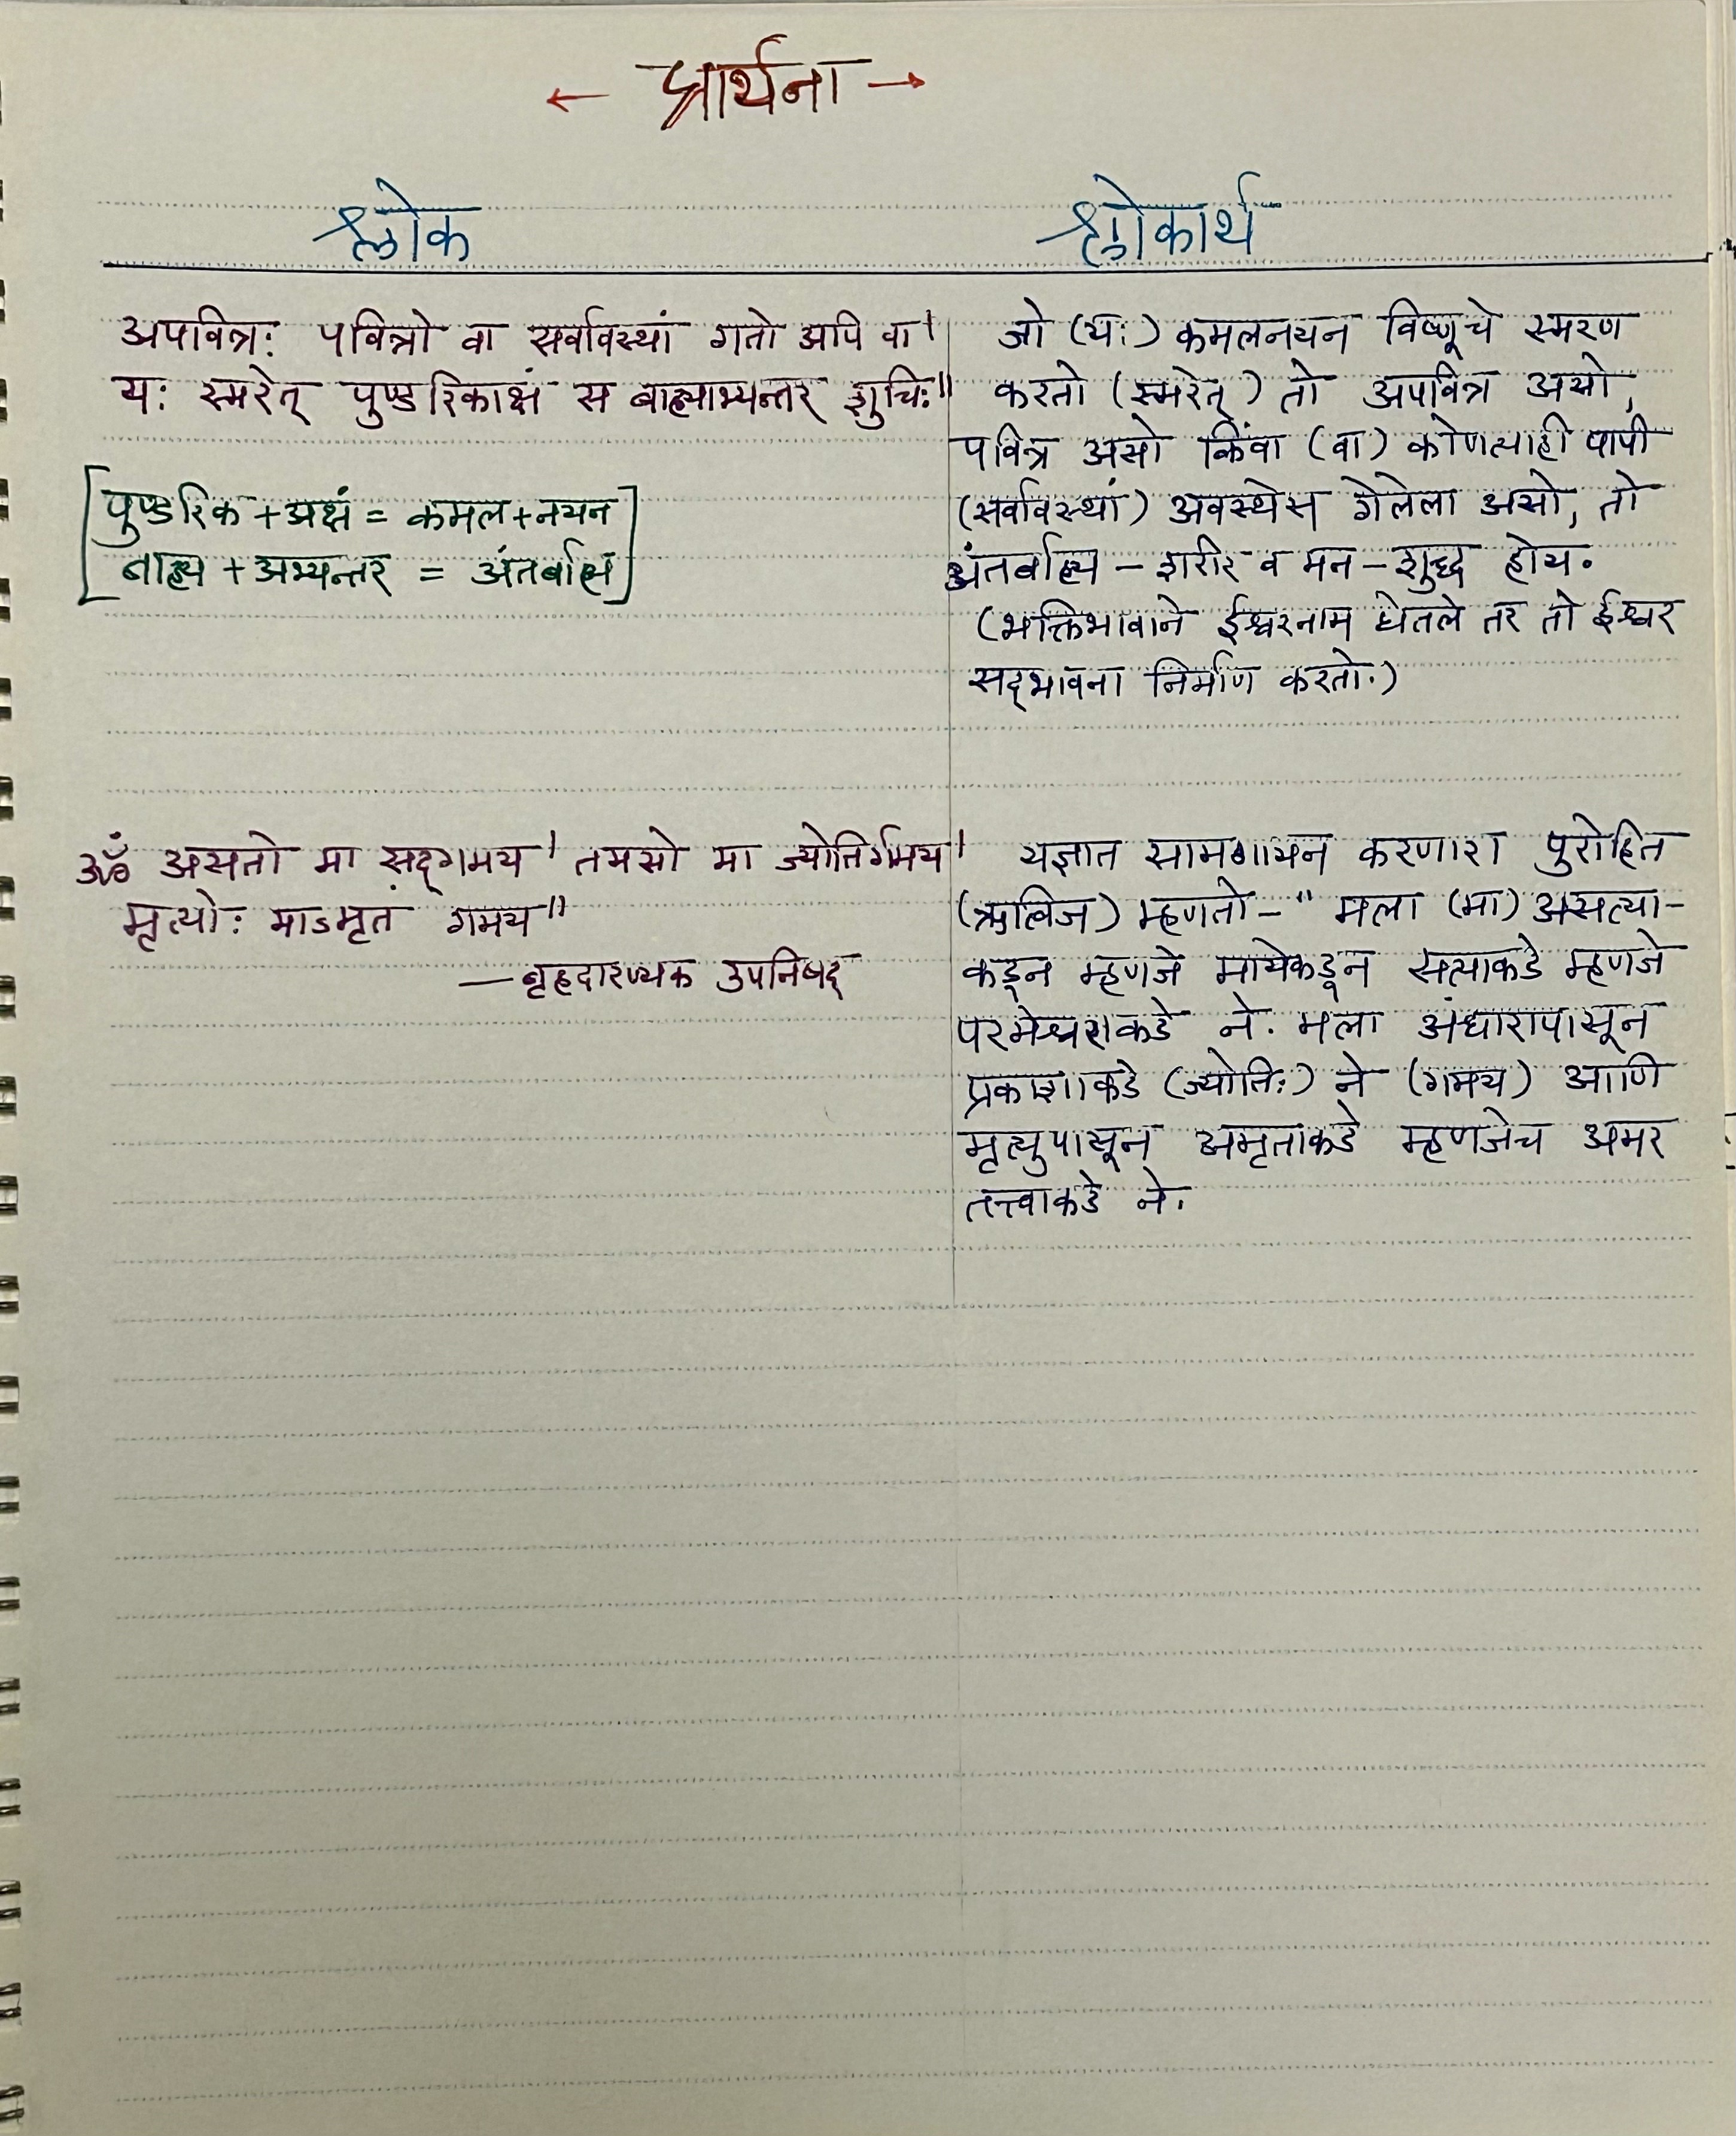 ← प्रार्थना →
श्लोक
अपवित्रः पवित्रो वा सर्वावस्थां गतो अपि वा।
यः स्मरेत् पुण्डरिकाक्षं स बाह्याभ्यन्तर शुचिः॥
[पुण्डरिक + अक्षं = कमल + नयन
बाह्य + अभ्यन्तर = अंतर्बाह्य]
ॐ असतो मा सद्गमय। तमसो मा ज्योतिर्गमय।
मृत्योः माऽमृतं गमय॥
— बृहदारण्यक उपनिषद्
श्लोकार्थ
जो (यः) कमलनयन विष्णूचे स्मरण
करतो (स्मरेत्) तो अपवित्र असो,
पवित्र असो किंवा (वा) कोणत्याही पापी
(सर्वावस्थां) अवस्थेस गेलेला असो, तो
अंतर्बाह्य – शरीर व मन – शुद्ध होय.
(भक्तिभावाने ईश्वरनाम घेतले तर तो ईश्वर
सद्‌भावना निर्माण करतो.)
यज्ञात सामगायन करणारा पुरोहित
(ऋत्विज) म्हणतो – " मला (मा) असत्या-
कडून म्हणजे मायेकडून सत्याकडे म्हणजे
परमेश्वराकडे ने. मला अंधारापासून
प्रकाशाकडे (ज्योतिः) ने (गमय) आणि
मृत्युपासून अमृताकडे म्हणजेच अमर
तत्त्वाकडे ने.